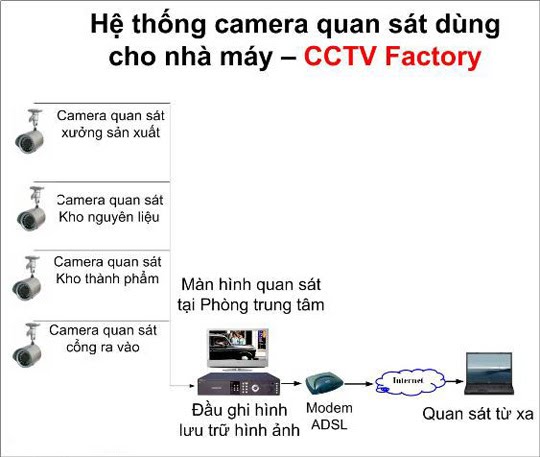 Hệ thống camera quan sát dùng
cho nhà máy – CCTV Factory
Camera quan sát
xưởng sản xuất
Camera quan sát
Kho nguyên liệu
Camera quan sát
Kho thành phẩm
Camera quan sát
cổng ra vào
Màn hình quan sát
tại Phòng trung tâm
Đầu ghi hình
lưu trữ hình ảnh
Modem
ADSL
Internet
Quan sát từ xa